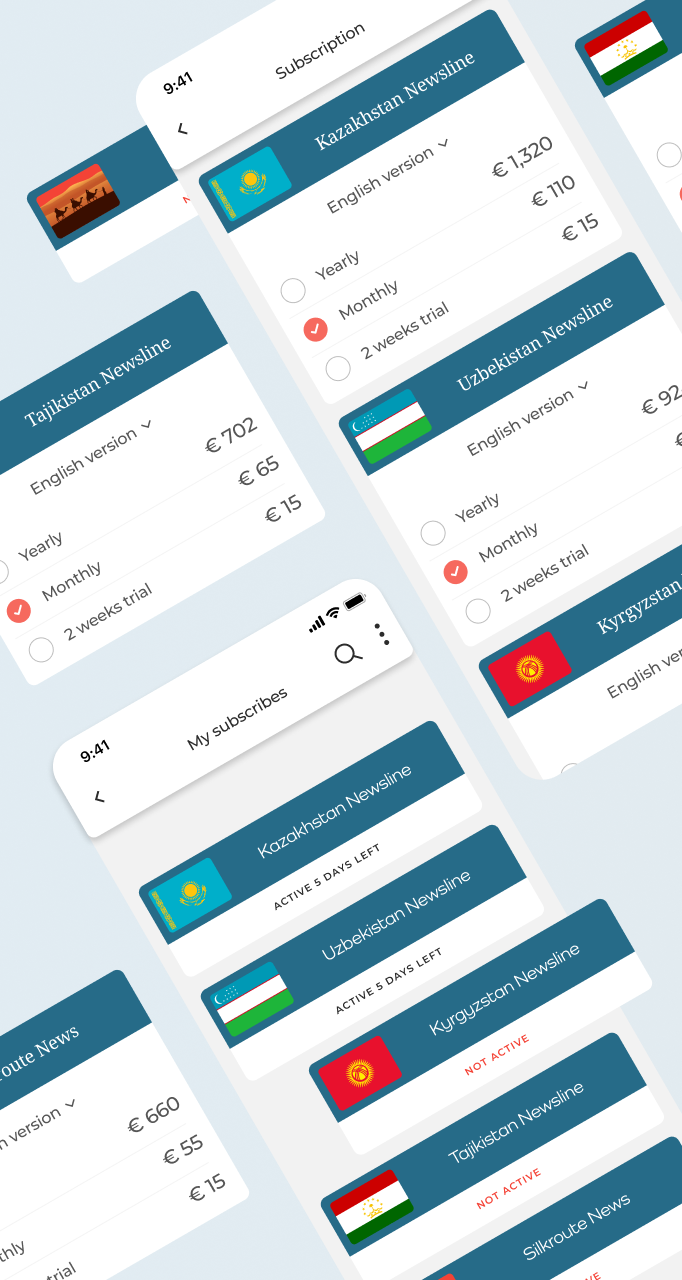 9:41
Subscription
Kazakhstan Newsline
English version
Yearly
€ 1,320
Monthly
€ 110
2 weeks trial
€ 15
Uzbekistan Newsline
English version
Yearly
€ 92
Monthly
€
2 weeks trial
Kyrgyzstan
English
Tajikistan Newsline
English version
Yearly
€ 702
Monthly
€ 65
2 weeks trial
€ 15
9:41
My subscribes
Kazakhstan Newsline
ACTIVE 5 DAYS LEFT
Uzbekistan Newsline
ACTIVE 5 DAYS LEFT
Kyrgyzstan Newsline
NOT ACTIVE
Tajikistan Newsline
NOT ACTIVE
Silkroute News
oute News
n version
€ 660
thly
€ 55
trial
€ 15